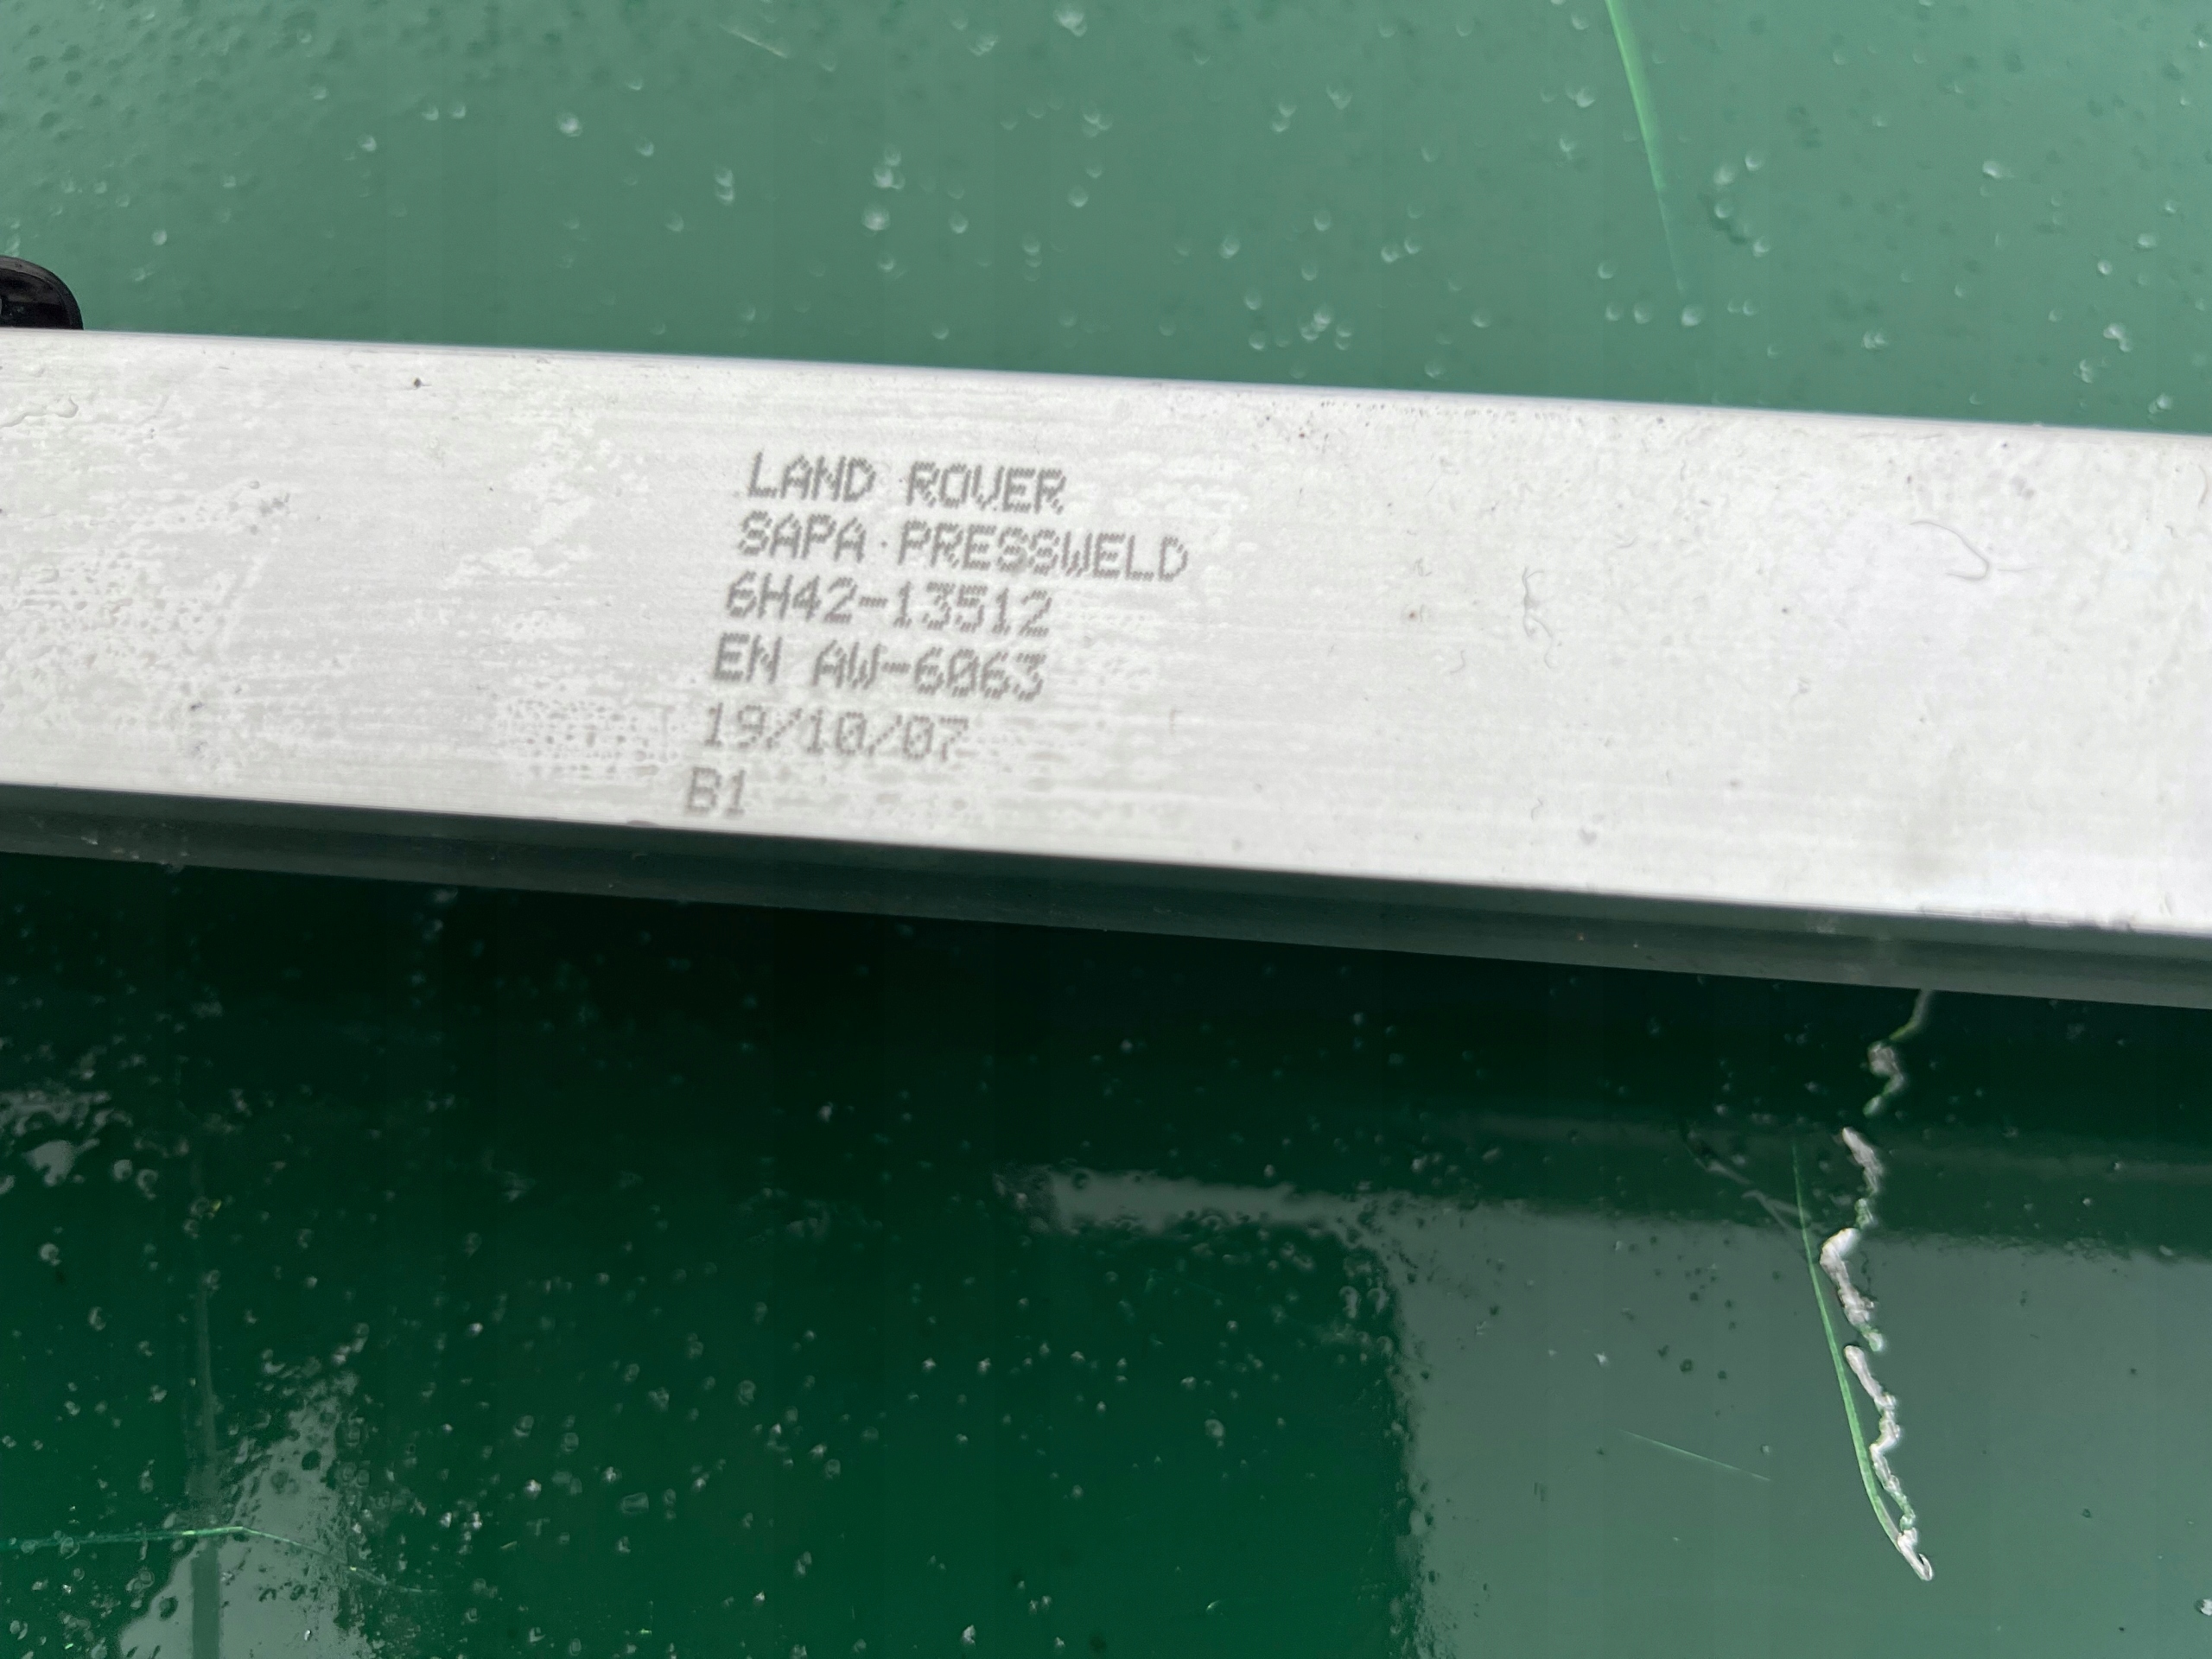 LAND ROVER
SAPA PRESSWELD
6H42-13512
EN AW-6063
19/10/07
B1